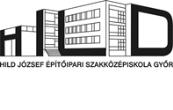 HILD
HILD JÓZSEF ÉPÍTŐIPARI SZAKKÖZÉPISKOLA GYŐR